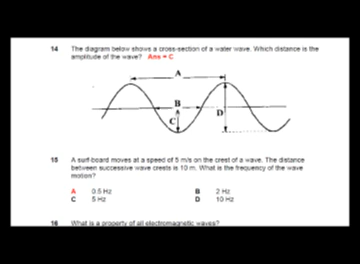 14 The diagram below shows a cross-section of a water wave. Which distance is the
amplitude of the wave? Ans = C
A
B
C
D
15 A surf-board moves at a speed of 5 m/s on the crest of a wave. The distance
between successive wave crests is 10 m. What is the frequency of the wave
motion?
A 0.5 Hz B 2 Hz
C 5 Hz D 10 Hz
16 What is a property of all electromagnetic waves?